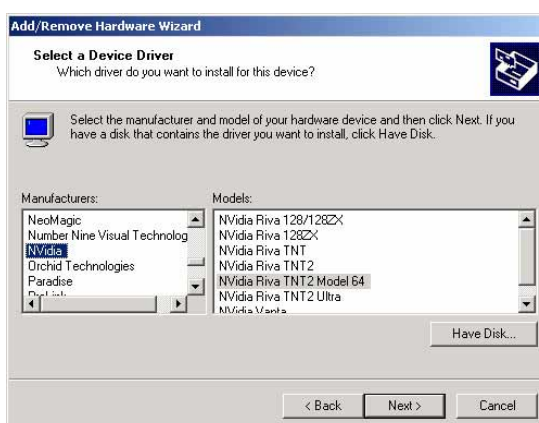 Add/Remove Hardware Wizard
Select a Device Driver
Which driver do you want to install for this device?
Select the manufacturer and model of your hardware device and then click Next. If you
have a disk that contains the driver you want to install, click Have Disk.
Manufacturers:
NeoMagic
Number Nine Visual Technolog
NVidia
Orchid Technologies
Paradise
Models:
NVidia Riva 128/128ZX
NVidia Riva 128ZX
NVidia Riva TNT
NVidia Riva TNT2
NVidia Riva TNT2 Model 64
NVidia Riva TNT2 Ultra
NVidia Vanta
Have Disk...
< Back
Next >
Cancel